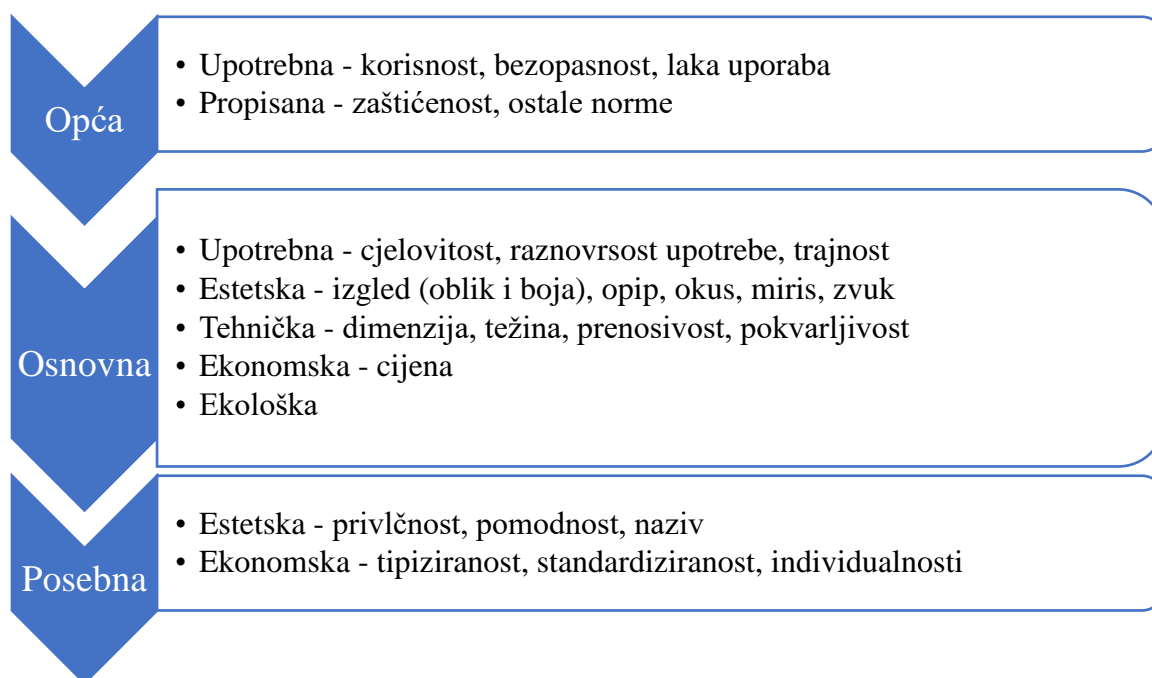 Opća
• Upotrebna - korisnost, bezopasnost, laka uporaba
• Propisana - zaštićenost, ostale norme
Osnovna
• Upotrebna - cjelovitost, raznovrsost upotrebe, trajnost
• Estetska - izgled (oblik i boja), opip, okus, miris, zvuk
• Tehnička - dimenzija, težina, prenosivost, pokvarljivost
• Ekonomska - cijena
• Ekološka
Posebna
• Estetska - privlčnost, pomodnost, naziv
• Ekonomska - tipiziranost, standardiziranost, individualnosti